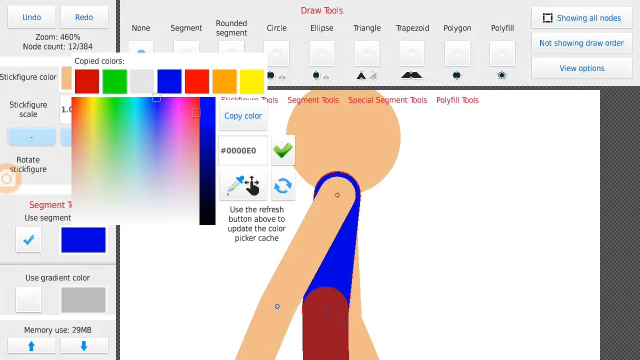 Draw Tools
Undo
Redo
Zoom: 460%
Node count: 12/384
None
Segment
Rounded
segment
Circle
Ellipse
Triangle
Trapezoid
Polygon
Polyfill
Showing all nodes
Not showing draw order
View options
Copied colors:
Stickfigure color
Stickfigure
scale
1.0
-
Rotate
stickfigure
Stickfigure Tools
Segment Tools
Special Segment Tools
Polyfill Tools
Copy color
#0000E0
Use the refresh
button above to
update the color
picker cache
Segment
Use segment
Use gradient color
Memory use: 29MB